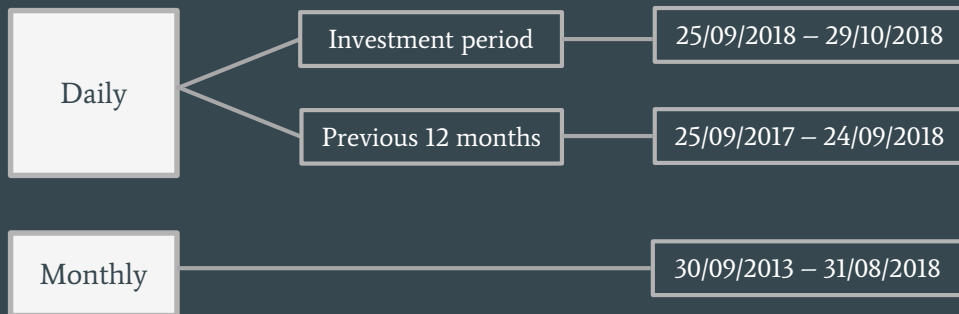 Daily
Investment period
25/09/2018 – 29/10/2018
Previous 12 months
25/09/2017 – 24/09/2018
Monthly
30/09/2013 – 31/08/2018